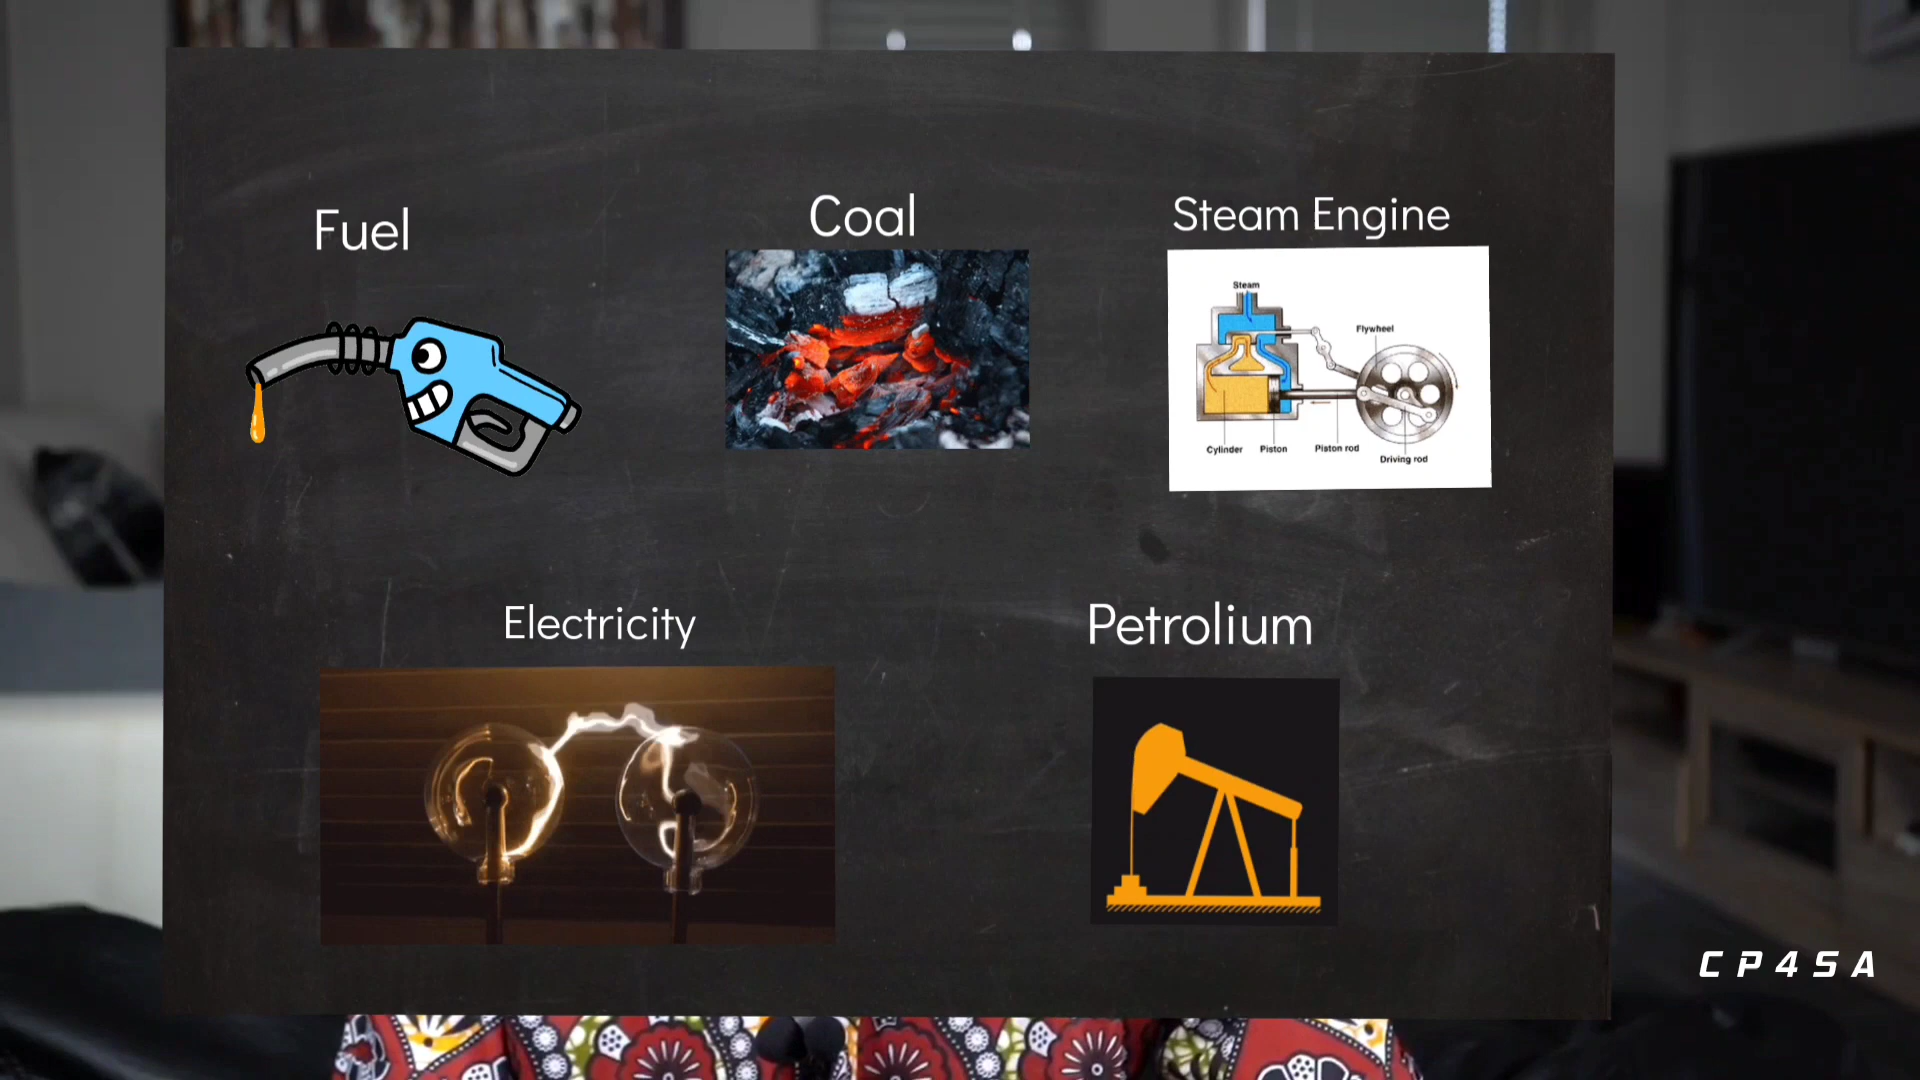 Fuel
Coal
Steam Engine
Steam
Flywheel
Cylinder
Piston
Piston rod
Driving rod
Electricity
Petrolium
CP4SA